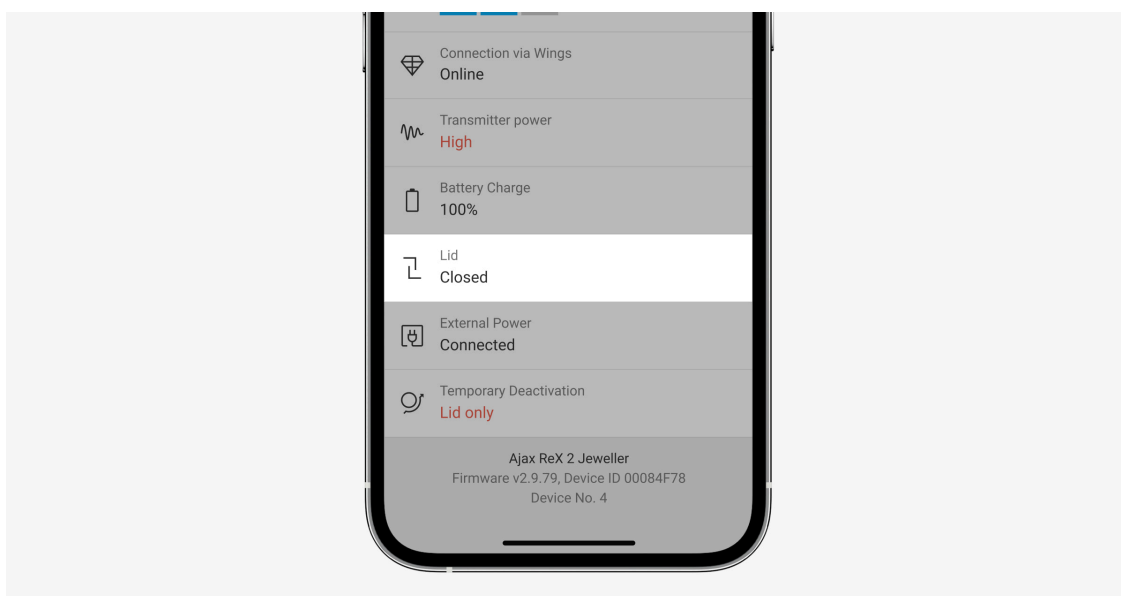 Connection via Wings
Online
Transmitter power
High
Battery Charge
100%
Lid
Closed
External Power
Connected
Temporary Deactivation
Lid only
Ajax ReX 2 Jeweller
Firmware v2.9.79, Device ID 00084F78
Device No. 4